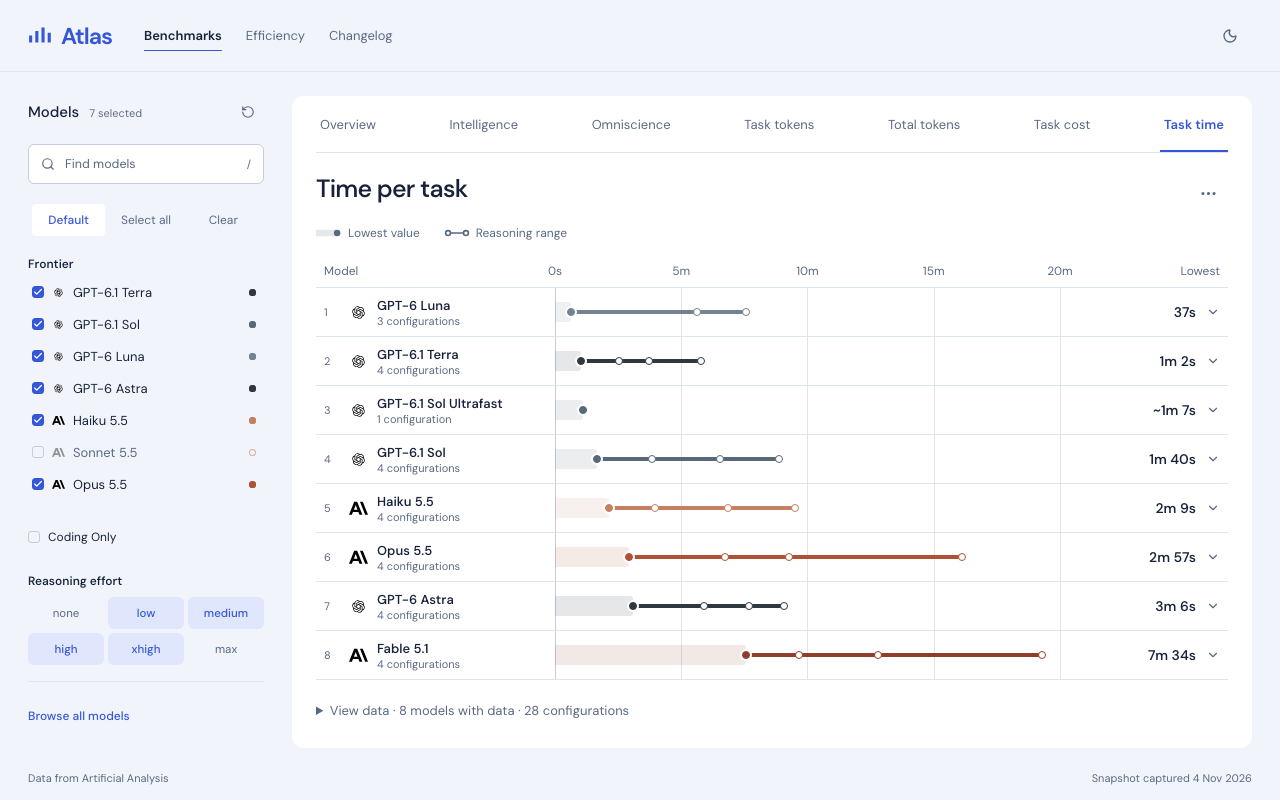 Atlas
Benchmarks
Efficiency
Changelog
Models
7 selected
Find models
/
Default
Select all
Clear
Frontier
GPT-6.1 Terra
GPT-6.1 Sol
GPT-6 Luna
GPT-6 Astra
Haiku 5.5
Sonnet 5.5
Opus 5.5
Coding Only
Reasoning effort
none
low
medium
high
xhigh
max
Browse all models
Overview
Intelligence
Omniscience
Task tokens
Total tokens
Task cost
Task time
Time per task
Lowest value
Reasoning range
Model
0s
5m
10m
15m
20m
Lowest
1
GPT-6 Luna
3 configurations
37s
2
GPT-6.1 Terra
4 configurations
1m 2s
3
GPT-6.1 Sol Ultrafast
1 configuration
~1m 7s
4
GPT-6.1 Sol
4 configurations
1m 40s
5
Haiku 5.5
4 configurations
2m 9s
6
Opus 5.5
4 configurations
2m 57s
7
GPT-6 Astra
4 configurations
3m 6s
8
Fable 5.1
4 configurations
7m 34s
View data · 8 models with data · 28 configurations
Data from Artificial Analysis
Snapshot captured 4 Nov 2026